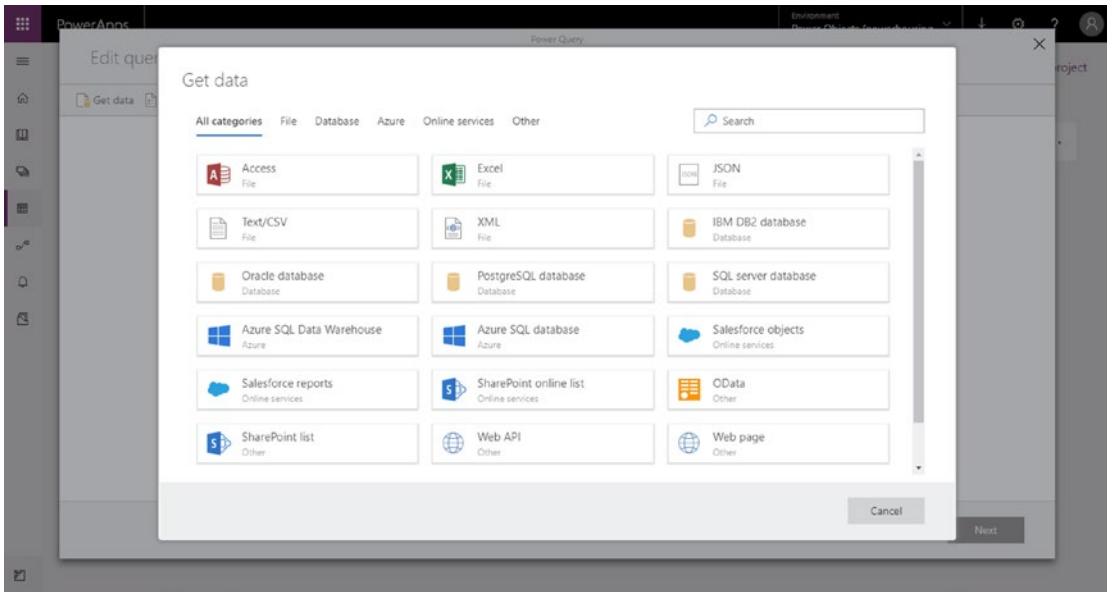 PowerApps
Environment
Power Query
Edit quer
Get data
roject
Get data
All categories File Database Azure Online services Other
Search
Access
File
Excel
File
JSON
File
Text/CSV
File
XML
File
IBM DB2 database
Database
Oracle database
Database
PostgreSQL database
Database
SQL server database
Database
Azure SQL Data Warehouse
Azure
Azure SQL database
Azure
Salesforce objects
Online services
Salesforce reports
Online services
SharePoint online list
Online services
OData
Other
SharePoint list
Other
Web API
Other
Web page
Other
Cancel
Next